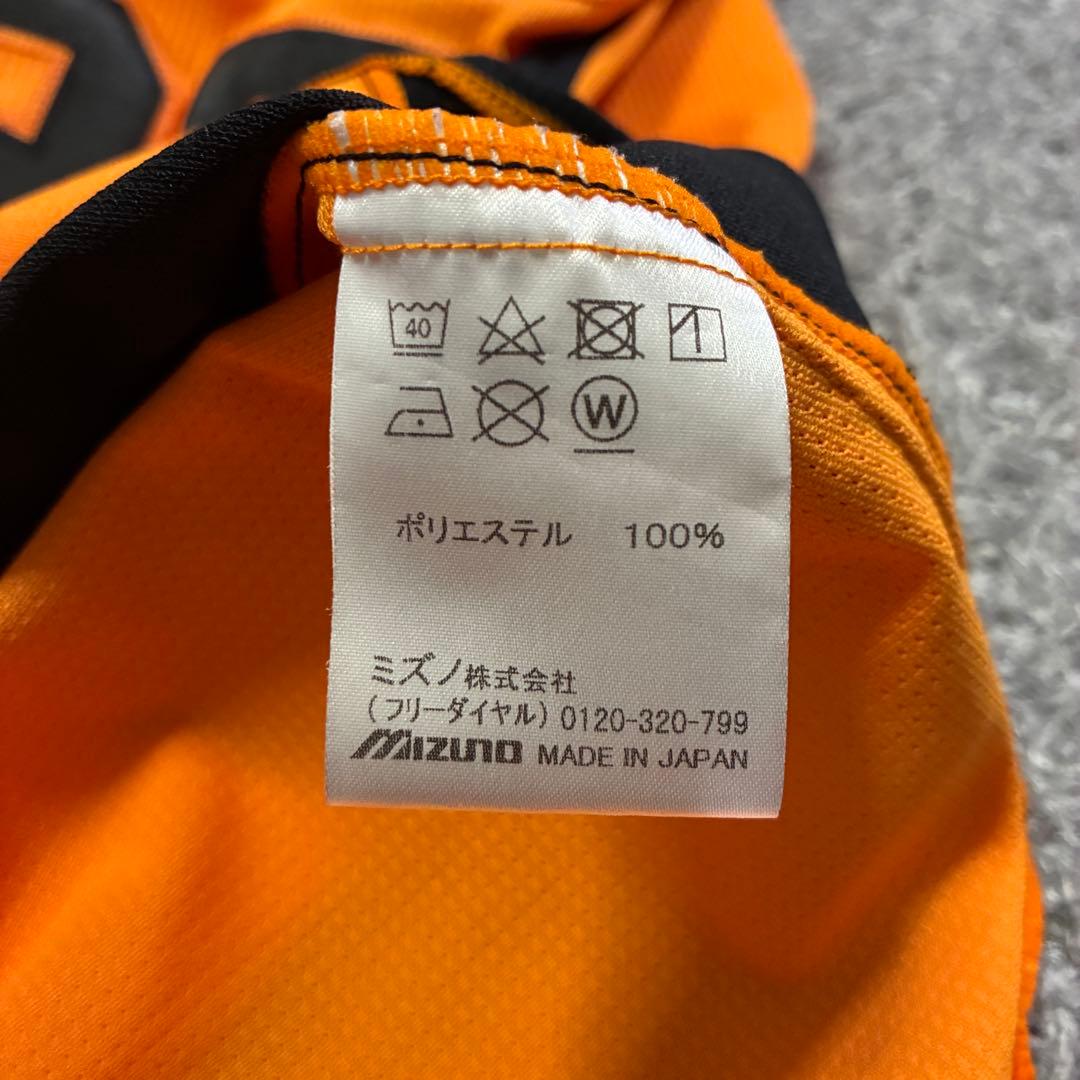 40
W
ポリエステル 100%
ミズノ株式会社
(フリーダイヤル) 0120-320-799
MIZUNO MADE IN JAPAN